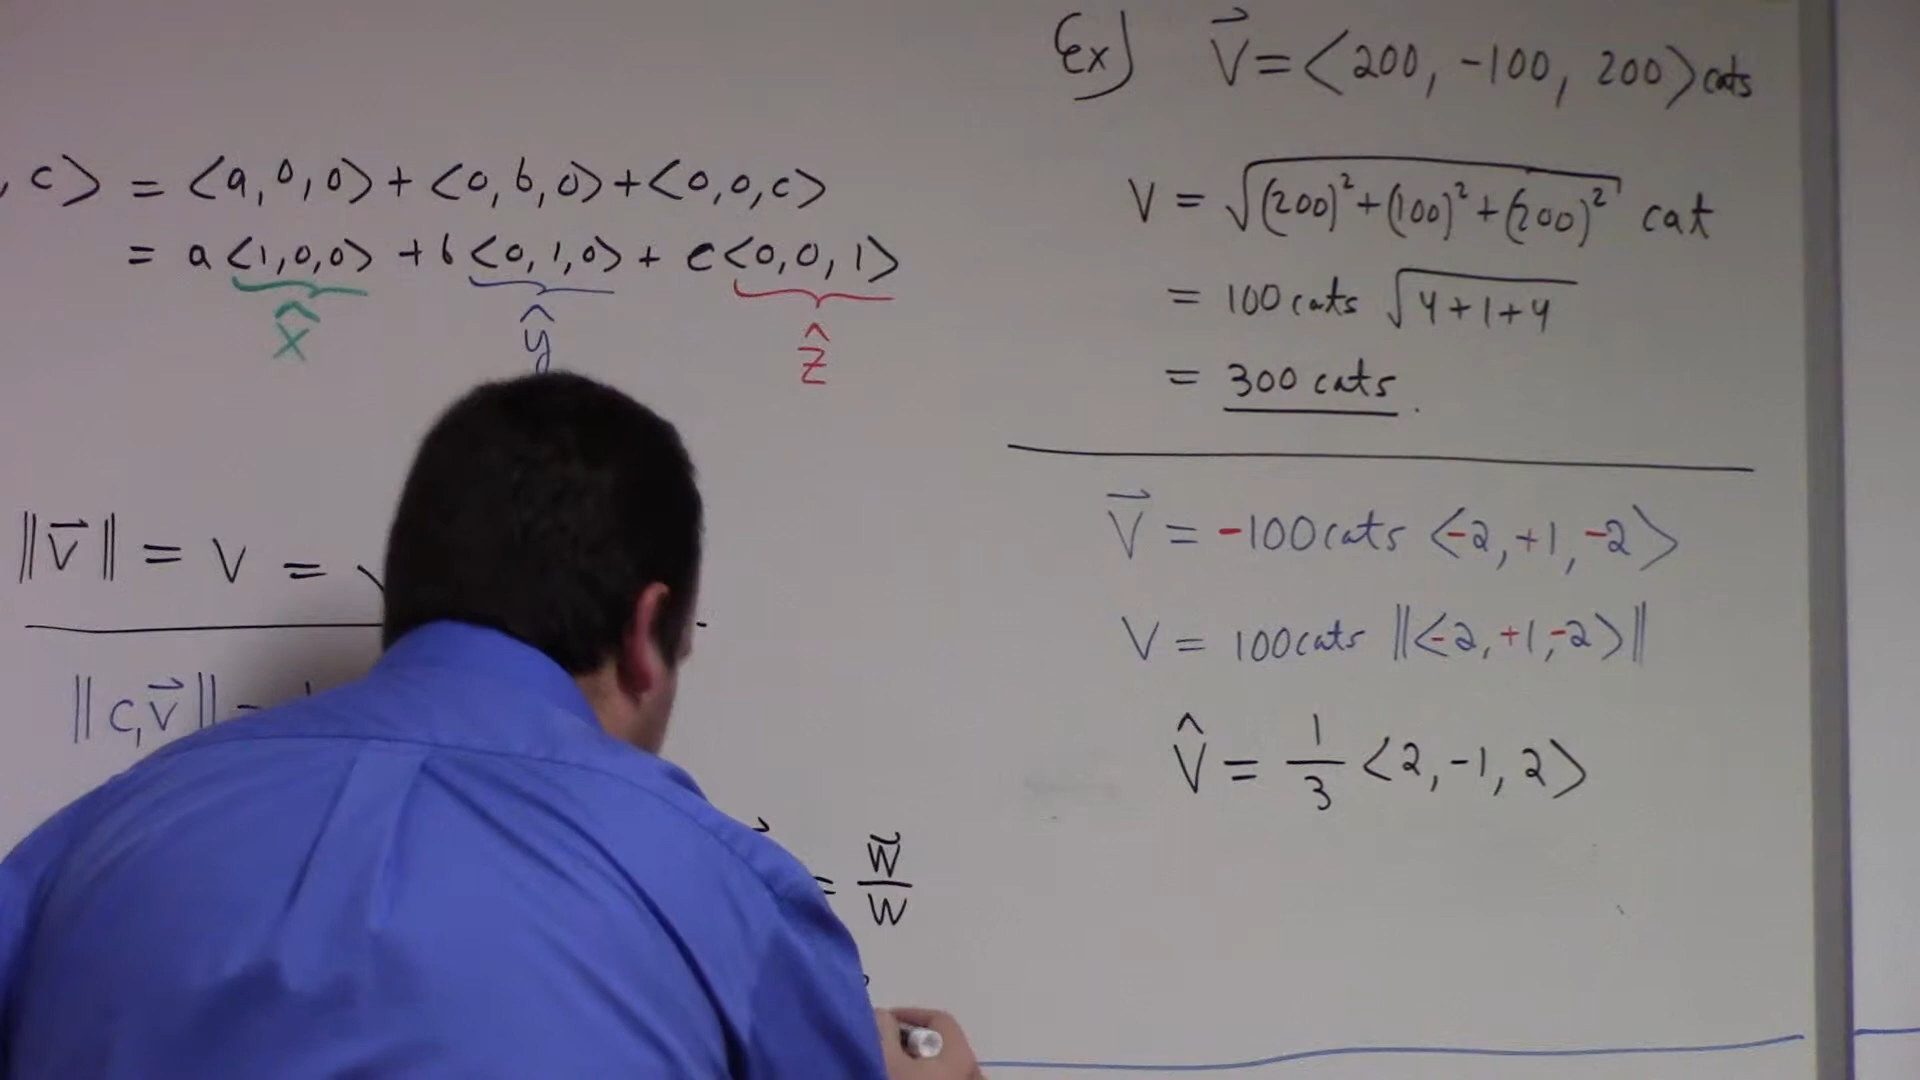 , c> = <a,0,0> + <0,b,0> + <0,0,c>
= a<1,0,0> + b<0,1,0> + c<0,0,1>
x̂ ŷ ẑ
||v⃗|| = v = √
||c,v⃗||
= w⃗/w
Ex) V⃗ = <200, -100, 200> cats
V = √((200)² + (100)² + (200)²) cat
= 100 cats √(4+1+4)
= 300 cats.
V⃗ = -100 cats <-2, +1, -2>
V = 100 cats ||<-2, +1, -2>||
V̂ = 1/3 <2, -1, 2>